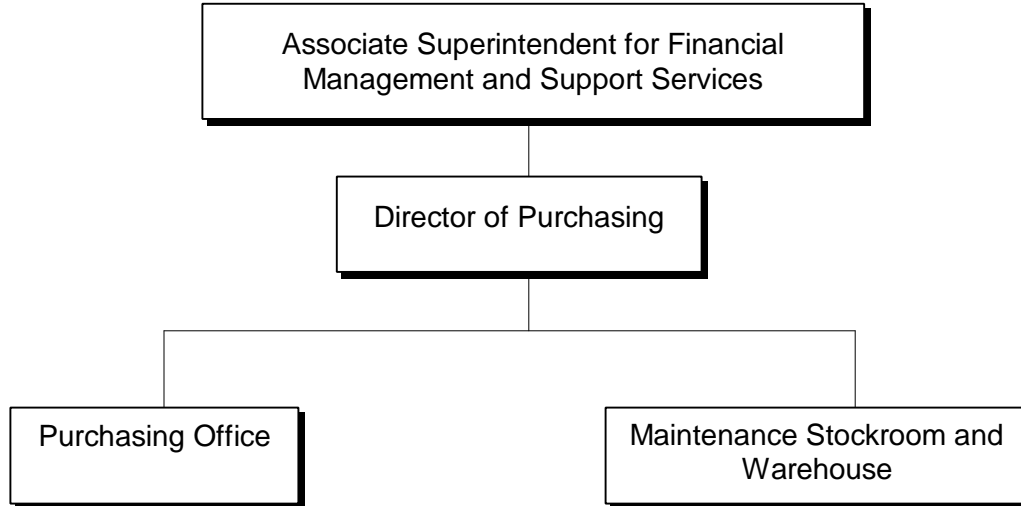 Associate Superintendent for Financial
Management and Support Services
Director of Purchasing
Purchasing Office
Maintenance Stockroom and
Warehouse